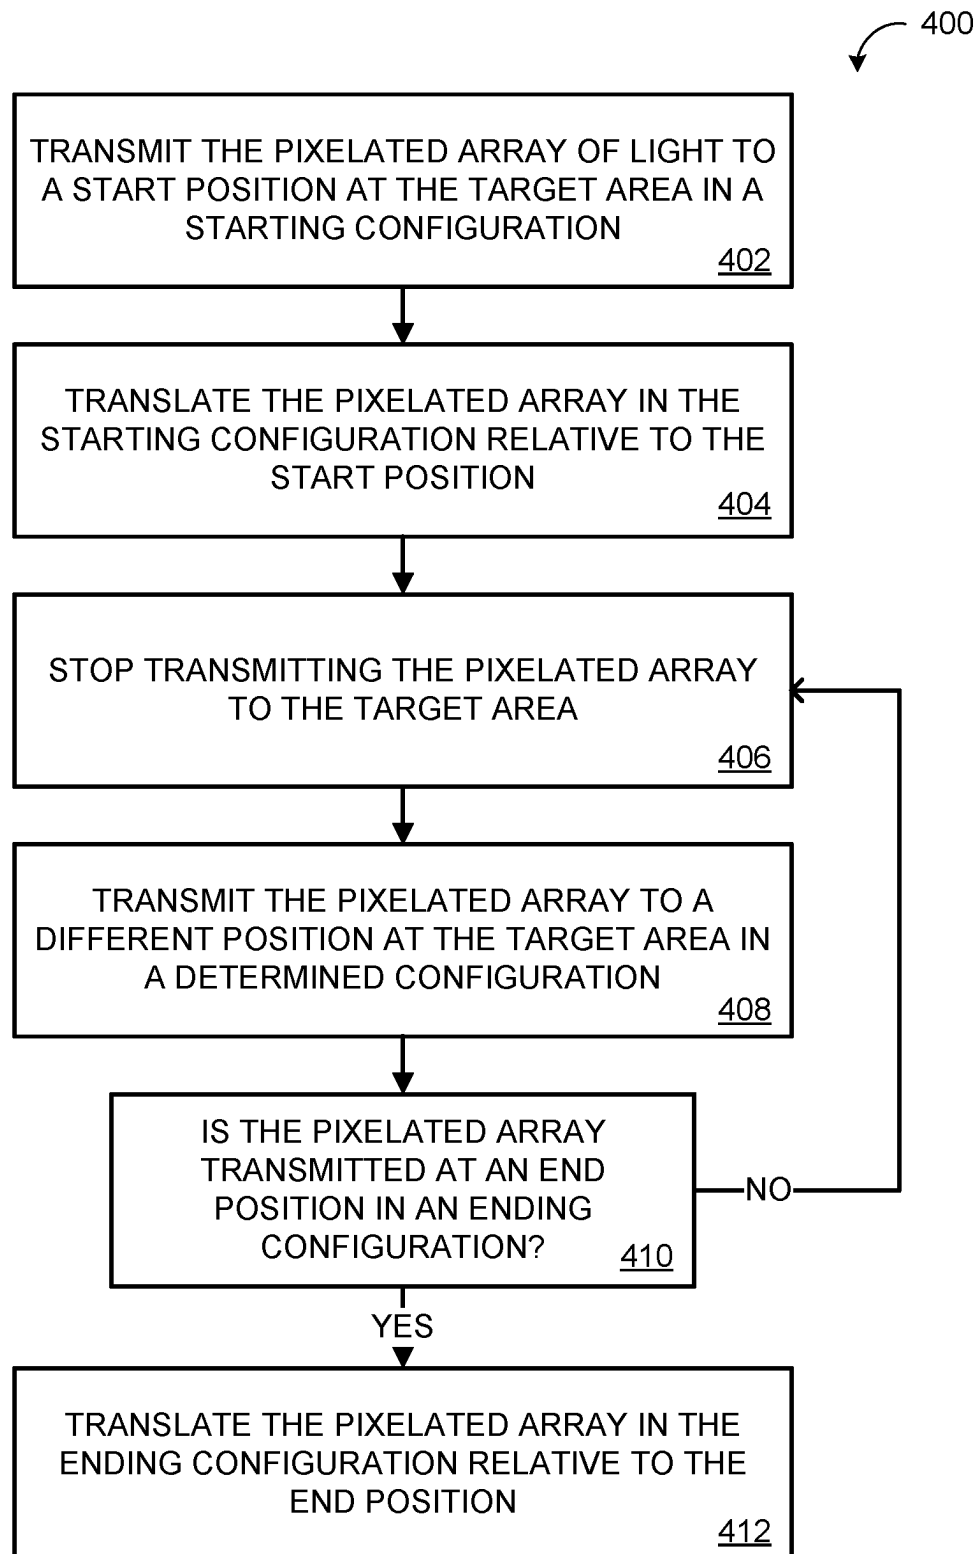 400
TRANSMIT THE PIXELATED ARRAY OF LIGHT TO
A START POSITION AT THE TARGET AREA IN A
STARTING CONFIGURATION
402
TRANSLATE THE PIXELATED ARRAY IN THE
STARTING CONFIGURATION RELATIVE TO THE
START POSITION
404
STOP TRANSMITTING THE PIXELATED ARRAY
TO THE TARGET AREA
406
TRANSMIT THE PIXELATED ARRAY TO A
DIFFERENT POSITION AT THE TARGET AREA IN
A DETERMINED CONFIGURATION
408
IS THE PIXELATED ARRAY
TRANSMITTED AT AN END
POSITION IN AN ENDING
CONFIGURATION?
410
NO
YES
TRANSLATE THE PIXELATED ARRAY IN THE
ENDING CONFIGURATION RELATIVE TO THE
END POSITION
412